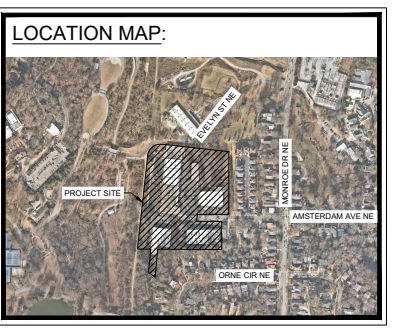 LOCATION MAP:
EVELYN ST NE
MONROE DR NE
PROJECT SITE
AMSTERDAM AVE NE
ORNE CIR NE